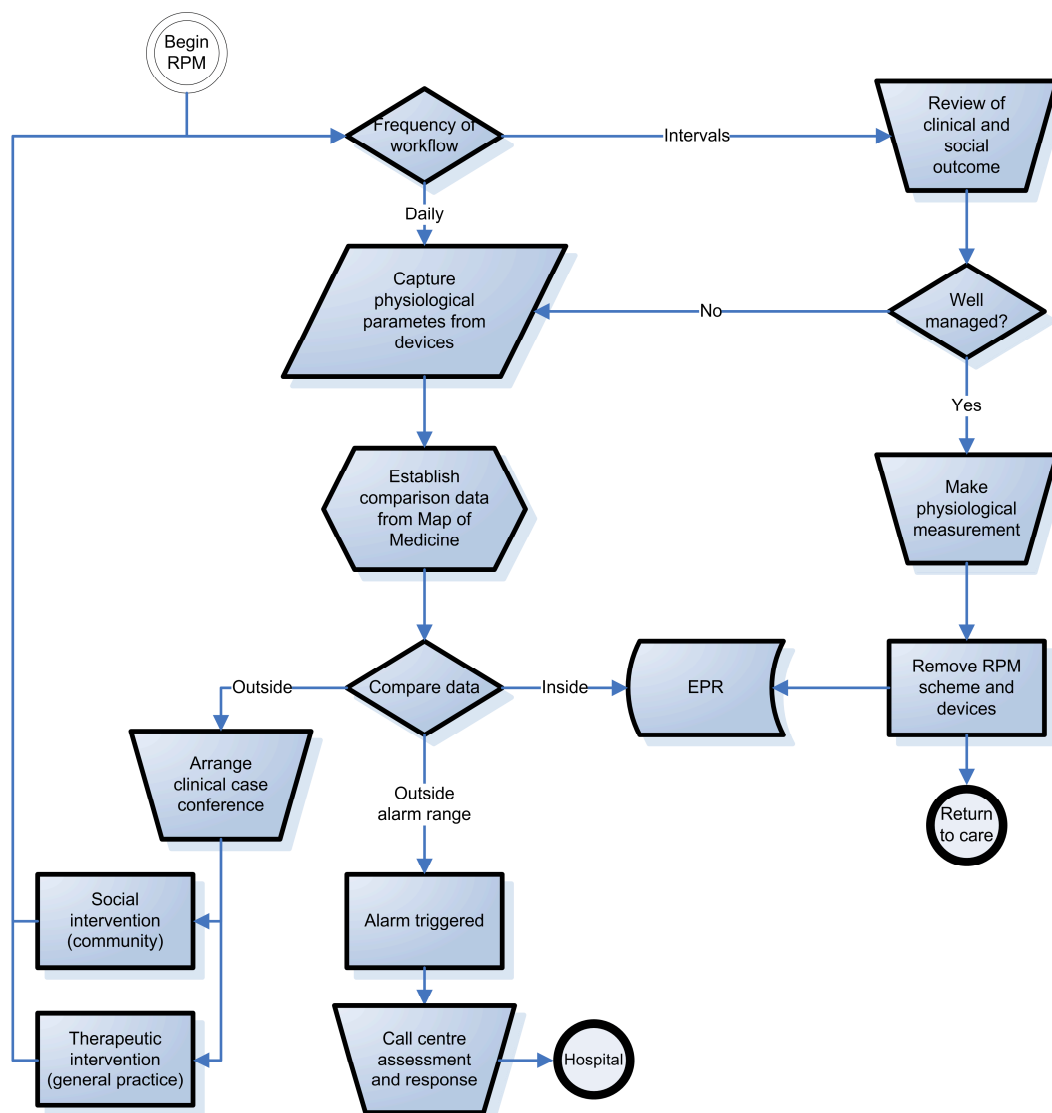 Begin
RPM
Frequency of
workflow
Intervals
Review of
clinical and
social
outcome
Daily
Capture
physiological
parametes from
devices
No
Well
managed?
Yes
Establish
comparison data
from Map of
Medicine
Make
physiological
measurement
Outside
Compare data
Inside
EPR
Remove RPM
scheme and
devices
Arrange
clinical case
conference
Outside
alarm range
Return
to care
Social
intervention
(community)
Alarm triggered
Therapeutic
intervention
(general practice)
Call centre
assessment
and response
Hospital